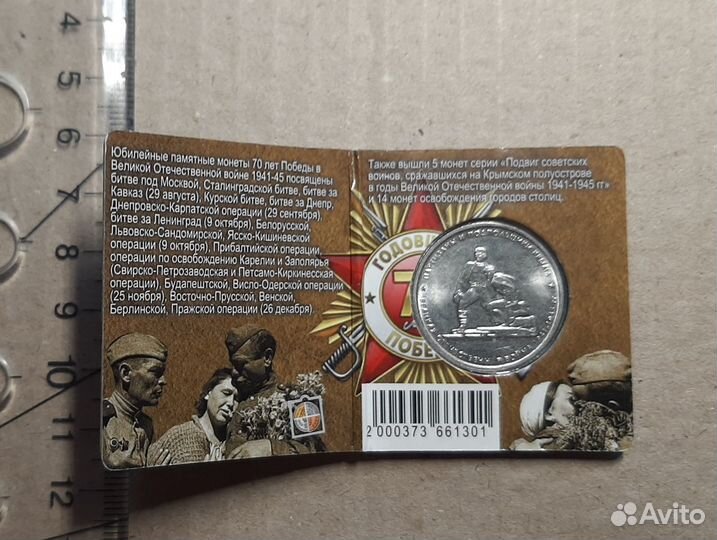 Юбилейные памятные монеты 70 лет Победы в
Великой Отечественной войне 1941-45 посвящены
битве под Москвой, Сталинградской битве, битве за
Кавказ (29 августа), Курской битве, битве за Днепр,
Днепровско-Карпатской операции (29 сентября),
битве за Ленинград (9 октября), Белорусской,
Львовско-Сандомирской, Ясско-Кишиневской
операции (9 октября), Прибалтийской операции,
операции по освобождению Карелии и Заполярья
(Свирско-Петрозаводская и Петсамо-Киркинесская
операции), Будапештской, Висло-Одерской операции
(25 ноября), Восточно-Прусской, Венской,
Берлинской, Пражской операции (26 декабря).
Также вышли 5 монет серии «Подвиг советских
воинов, сражавшихся на Крымском полуострове
в годы Великой Отечественной войны 1941-1945 гг»
и 14 монет освобождения городов столиц.
ПОБЕ
2 000373 661301
4
5
6
7
8
9
10
11
12
Avito